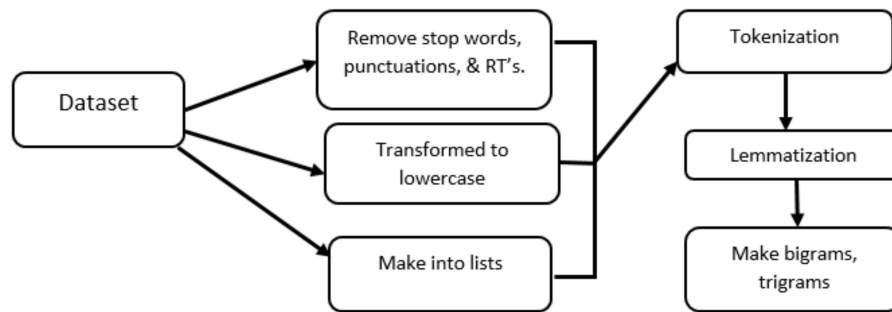 Dataset
Remove stop words,
punctuations, & RT's.
Transformed to
lowercase
Make into lists
Tokenization
Lemmatization
Make bigrams,
trigrams